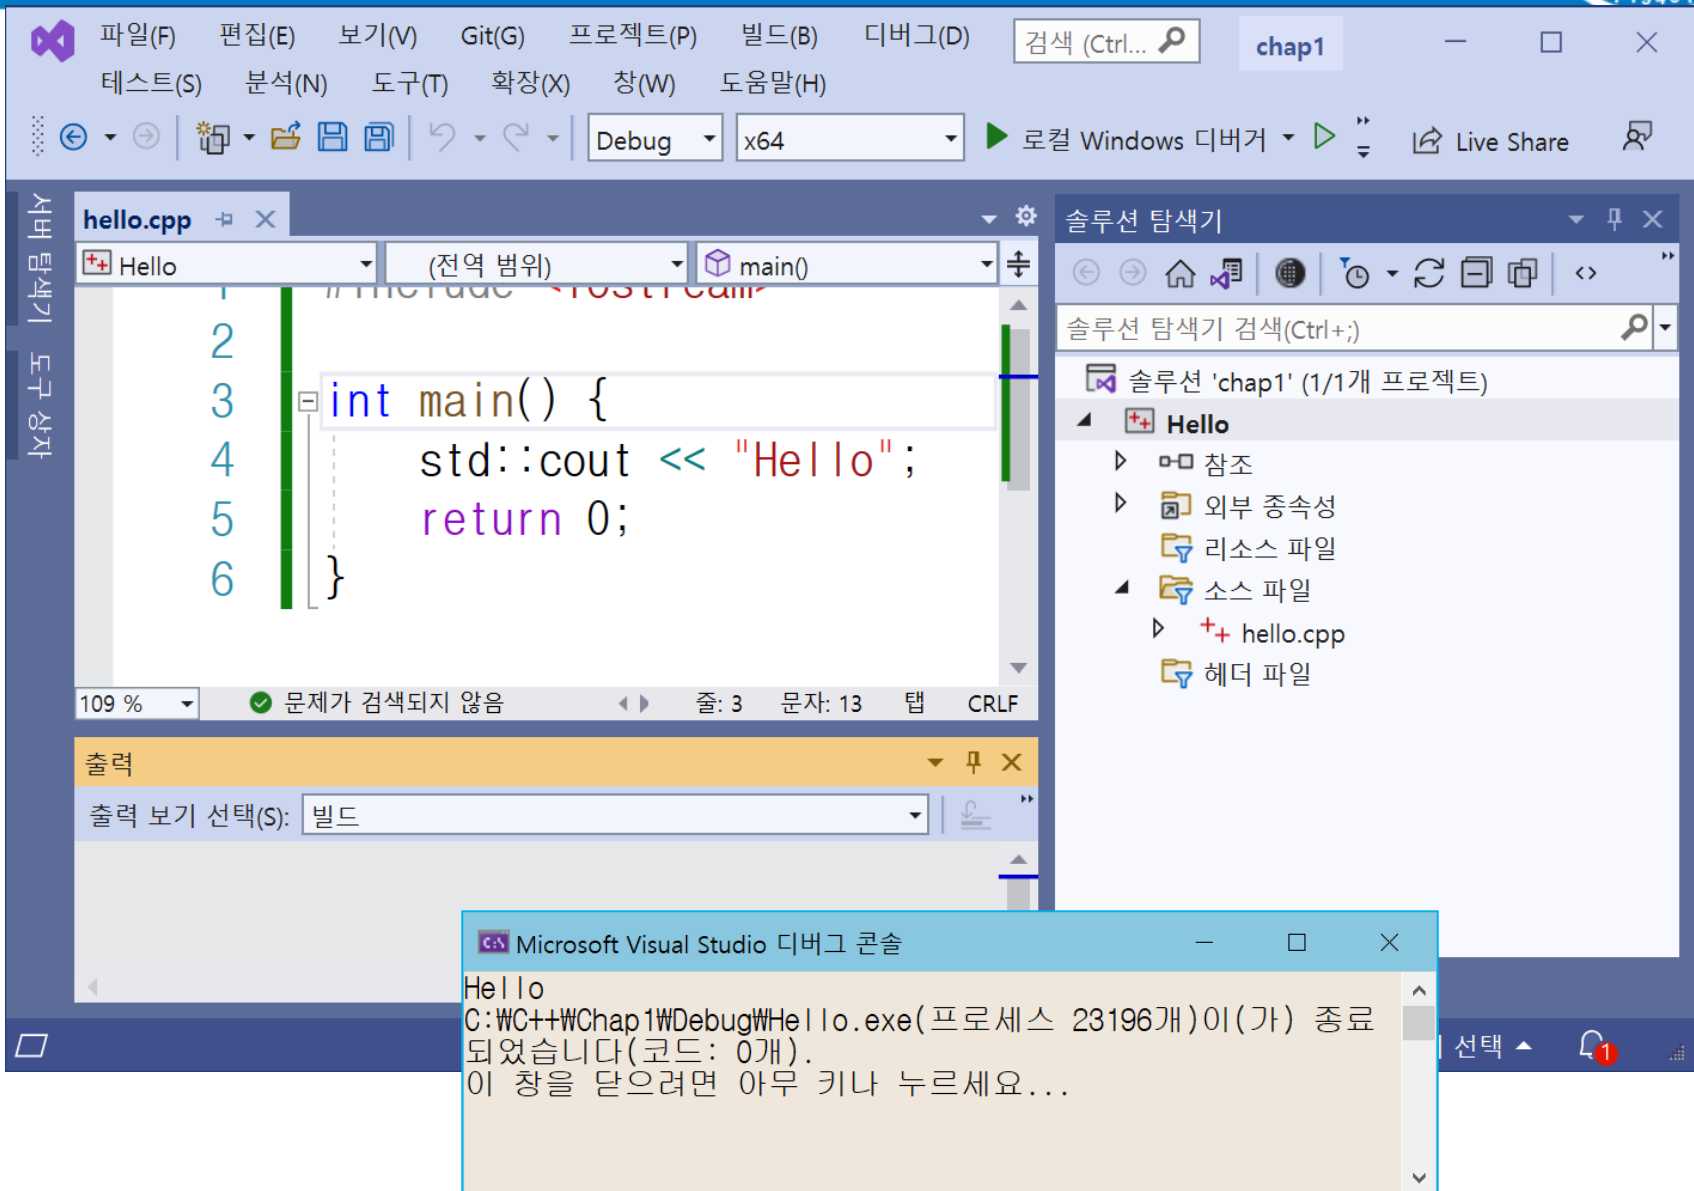 파일(F) 편집(E) 보기(V) Git(G) 프로젝트(P) 빌드(B) 디버그(D) 검색 (Ctrl... chap1
테스트(S) 분석(N) 도구(T) 확장(X) 창(W) 도움말(H)
Debug x64 로컬 Windows 디버거 Live Share
서버 탐색기
도구 상자
hello.cpp
Hello (전역 범위) main()
1 #include <iostream>
2
3 int main() {
4 std::cout << "Hello";
5 return 0;
6 }
109 % 문제가 검색되지 않음 줄: 3 문자: 13 탭 CRLF
출력
출력 보기 선택(S): 빌드
솔루션 탐색기
솔루션 탐색기 검색(Ctrl+;)
솔루션 'chap1' (1/1개 프로젝트)
Hello
참조
외부 종속성
리소스 파일
소스 파일
hello.cpp
헤더 파일
Microsoft Visual Studio 디버그 콘솔
Hello
C:₩C++₩Chap1₩Debug₩Hello.exe(프로세스 23196개)이(가) 종료
되었습니다(코드: 0개).
이 창을 닫으려면 아무 키나 누르세요...
선택 1